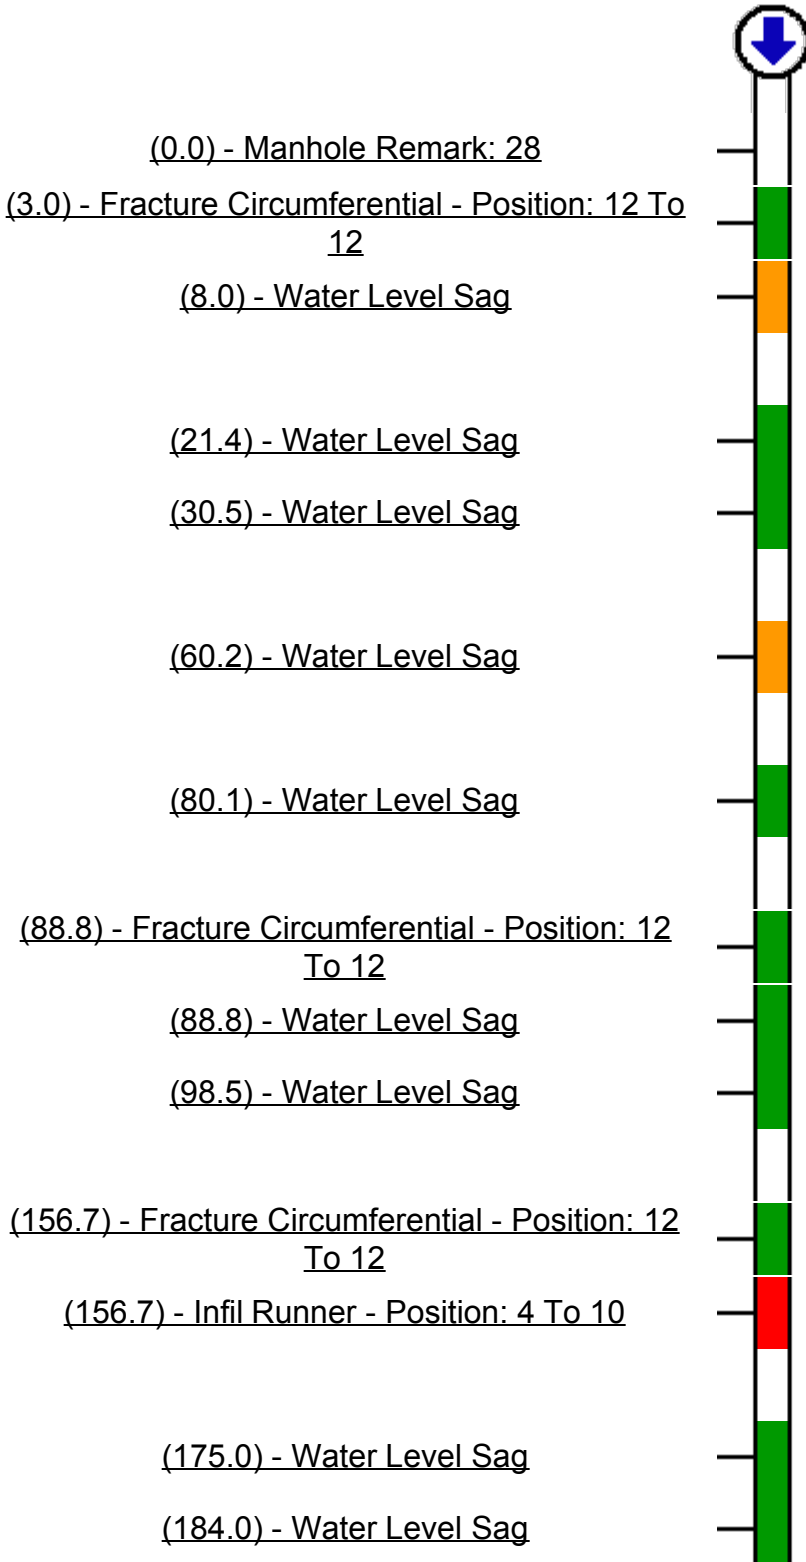 (0.0) - Manhole Remark: 28
(3.0) - Fracture Circumferential - Position: 12 To
12
(8.0) - Water Level Sag
(21.4) - Water Level Sag
(30.5) - Water Level Sag
(60.2) - Water Level Sag
(80.1) - Water Level Sag
(88.8) - Fracture Circumferential - Position: 12
To 12
(88.8) - Water Level Sag
(98.5) - Water Level Sag
(156.7) - Fracture Circumferential - Position: 12
To 12
(156.7) - Infil Runner - Position: 4 To 10
(175.0) - Water Level Sag
(184.0) - Water Level Sag